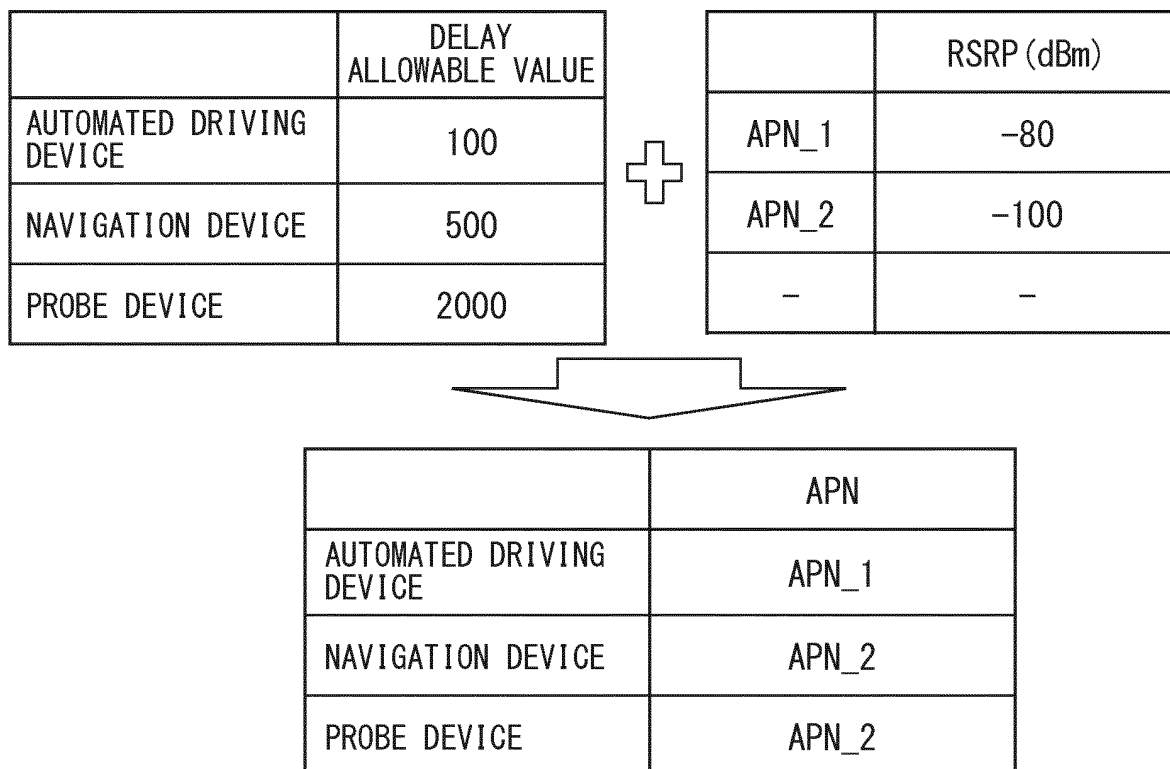 DELAY
ALLOWABLE VALUE
AUTOMATED DRIVING
DEVICE
100
NAVIGATION DEVICE
500
PROBE DEVICE
2000
RSRP(dBm)
APN_1
-80
APN_2
-100
-
-
APN
AUTOMATED DRIVING
DEVICE
APN_1
NAVIGATION DEVICE
APN_2
PROBE DEVICE
APN_2